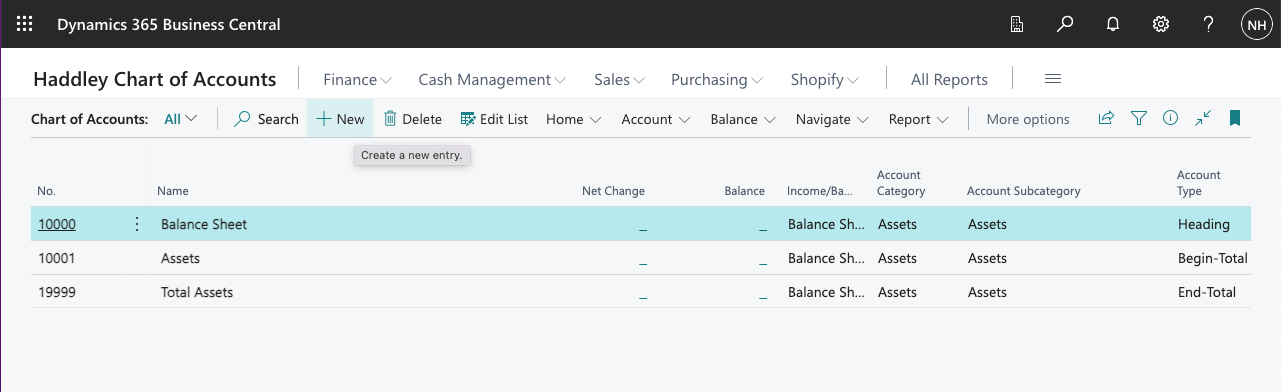 Dynamics 365 Business Central ? NH
Haddley Chart of Accounts Finance Cash Management Sales Purchasing Shopify All Reports
Chart of Accounts: All Search New Delete Edit List Home Account Balance Navigate Report More options
Create a new entry.
No. Name Net Change Balance Income/Ba... Account Category Account Subcategory Account Type
10000 Balance Sheet _ _ Balance Sh... Assets Assets Heading
10001 Assets _ _ Balance Sh... Assets Assets Begin-Total
19999 Total Assets _ _ Balance Sh... Assets Assets End-Total